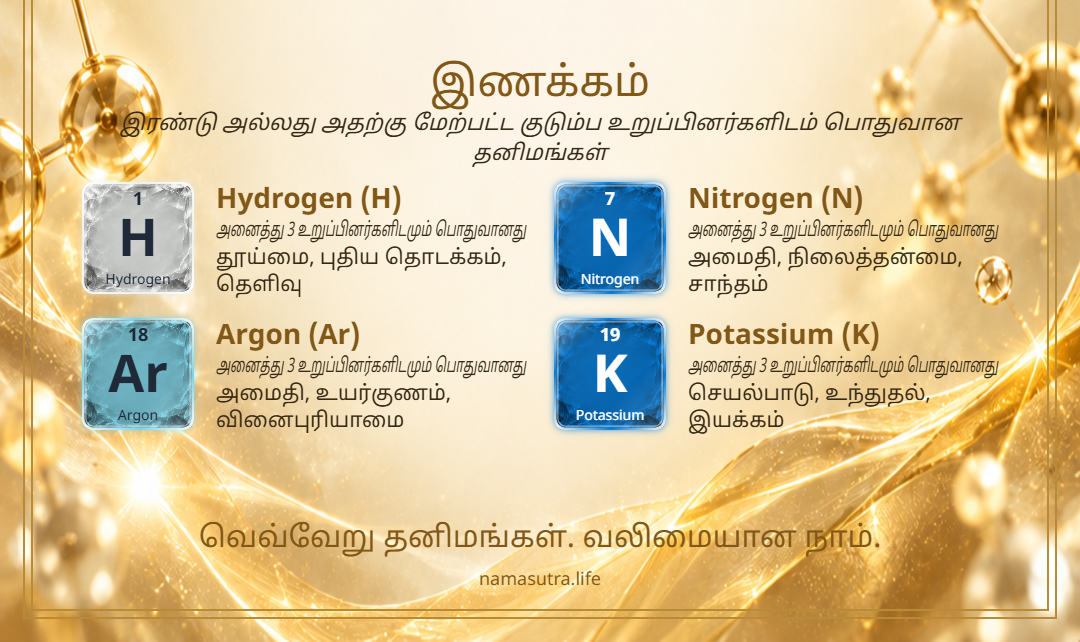 இணக்கம்
இரண்டு அல்லது அதற்கு மேற்பட்ட குடும்ப உறுப்பினர்களிடம் பொதுவான
தனிமங்கள்
1
H
Hydrogen
Hydrogen (H)
அனைத்து 3 உறுப்பினர்களிடமும் பொதுவானது
தூய்மை, புதிய தொடக்கம்,
தெளிவு
7
N
Nitrogen
Nitrogen (N)
அனைத்து 3 உறுப்பினர்களிடமும் பொதுவானது
அமைதி, நிலைத்தன்மை,
சாந்தம்
18
Ar
Argon
Argon (Ar)
அனைத்து 3 உறுப்பினர்களிடமும் பொதுவானது
அமைதி, உயர்குணம்,
வினைபுரியாமை
19
K
Potassium
Potassium (K)
அனைத்து 3 உறுப்பினர்களிடமும் பொதுவானது
செயல்பாடு, உந்துதல்,
இயக்கம்
வெவ்வேறு தனிமங்கள். வலிமையான நாம்.
namasutra.life